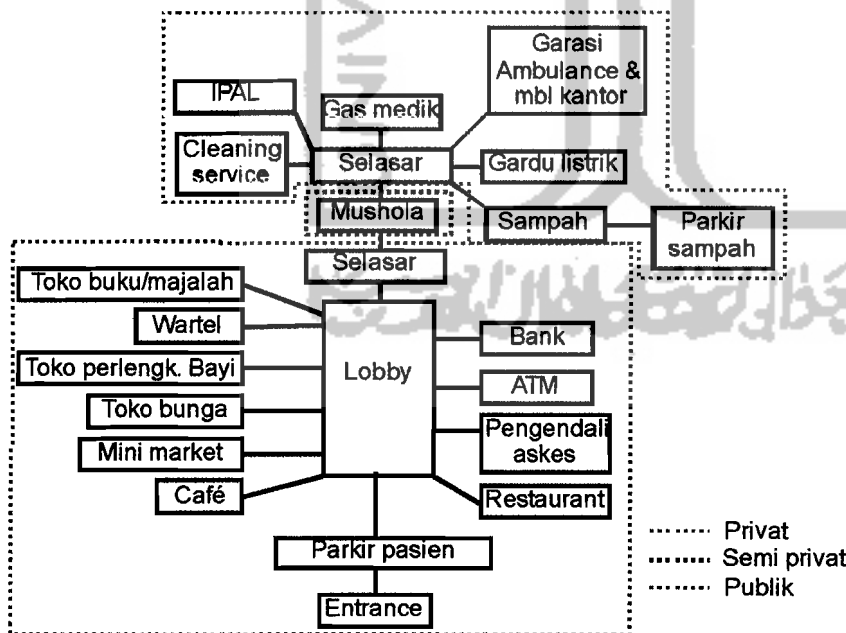 Garasi
Ambulance &
mbl kantor
IPAL
Gas medik
Cleaning
service
Selasar
Gardu listrik
Mushola
Sampah
Parkir
sampah
Selasar
Toko buku/majalah
Wartel
Toko perlengk. Bayi
Toko bunga
Mini market
Café
Lobby
Bank
ATM
Pengendali
askes
Restaurant
Parkir pasien
Entrance
Privat
Semi privat
Publik